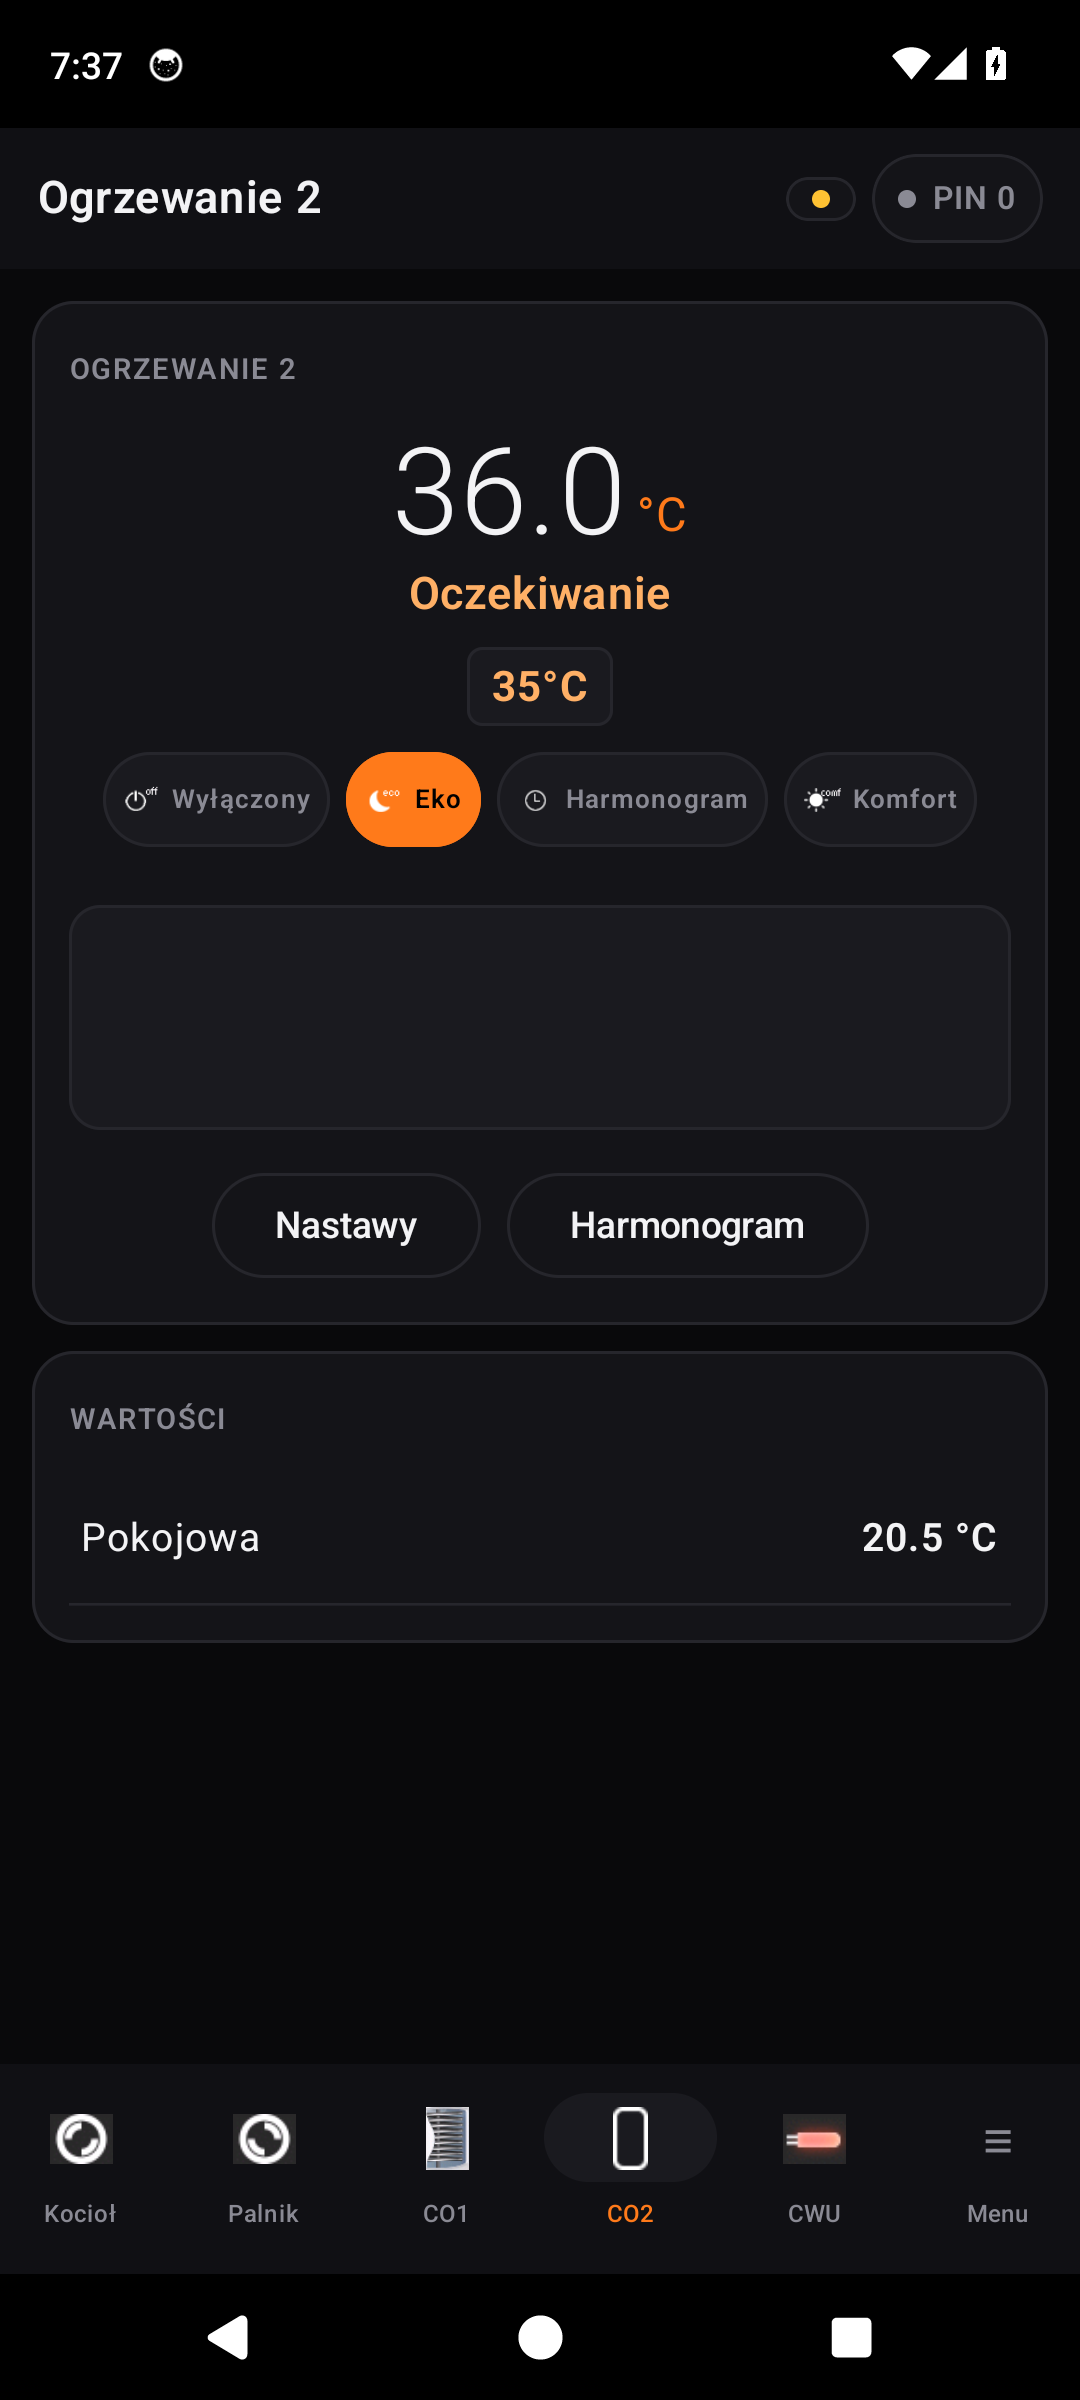 7:37
Ogrzewanie 2
PIN 0
OGRZEWANIE 2
36.0 °C
Oczekiwanie
35°C
off Wyłączony
eco Eko
Harmonogram
comf Komfort
Nastawy
Harmonogram
WARTOŚCI
Pokojowa 20.5 °C
Kocioł
Palnik
CO1
CO2
CWU
Menu